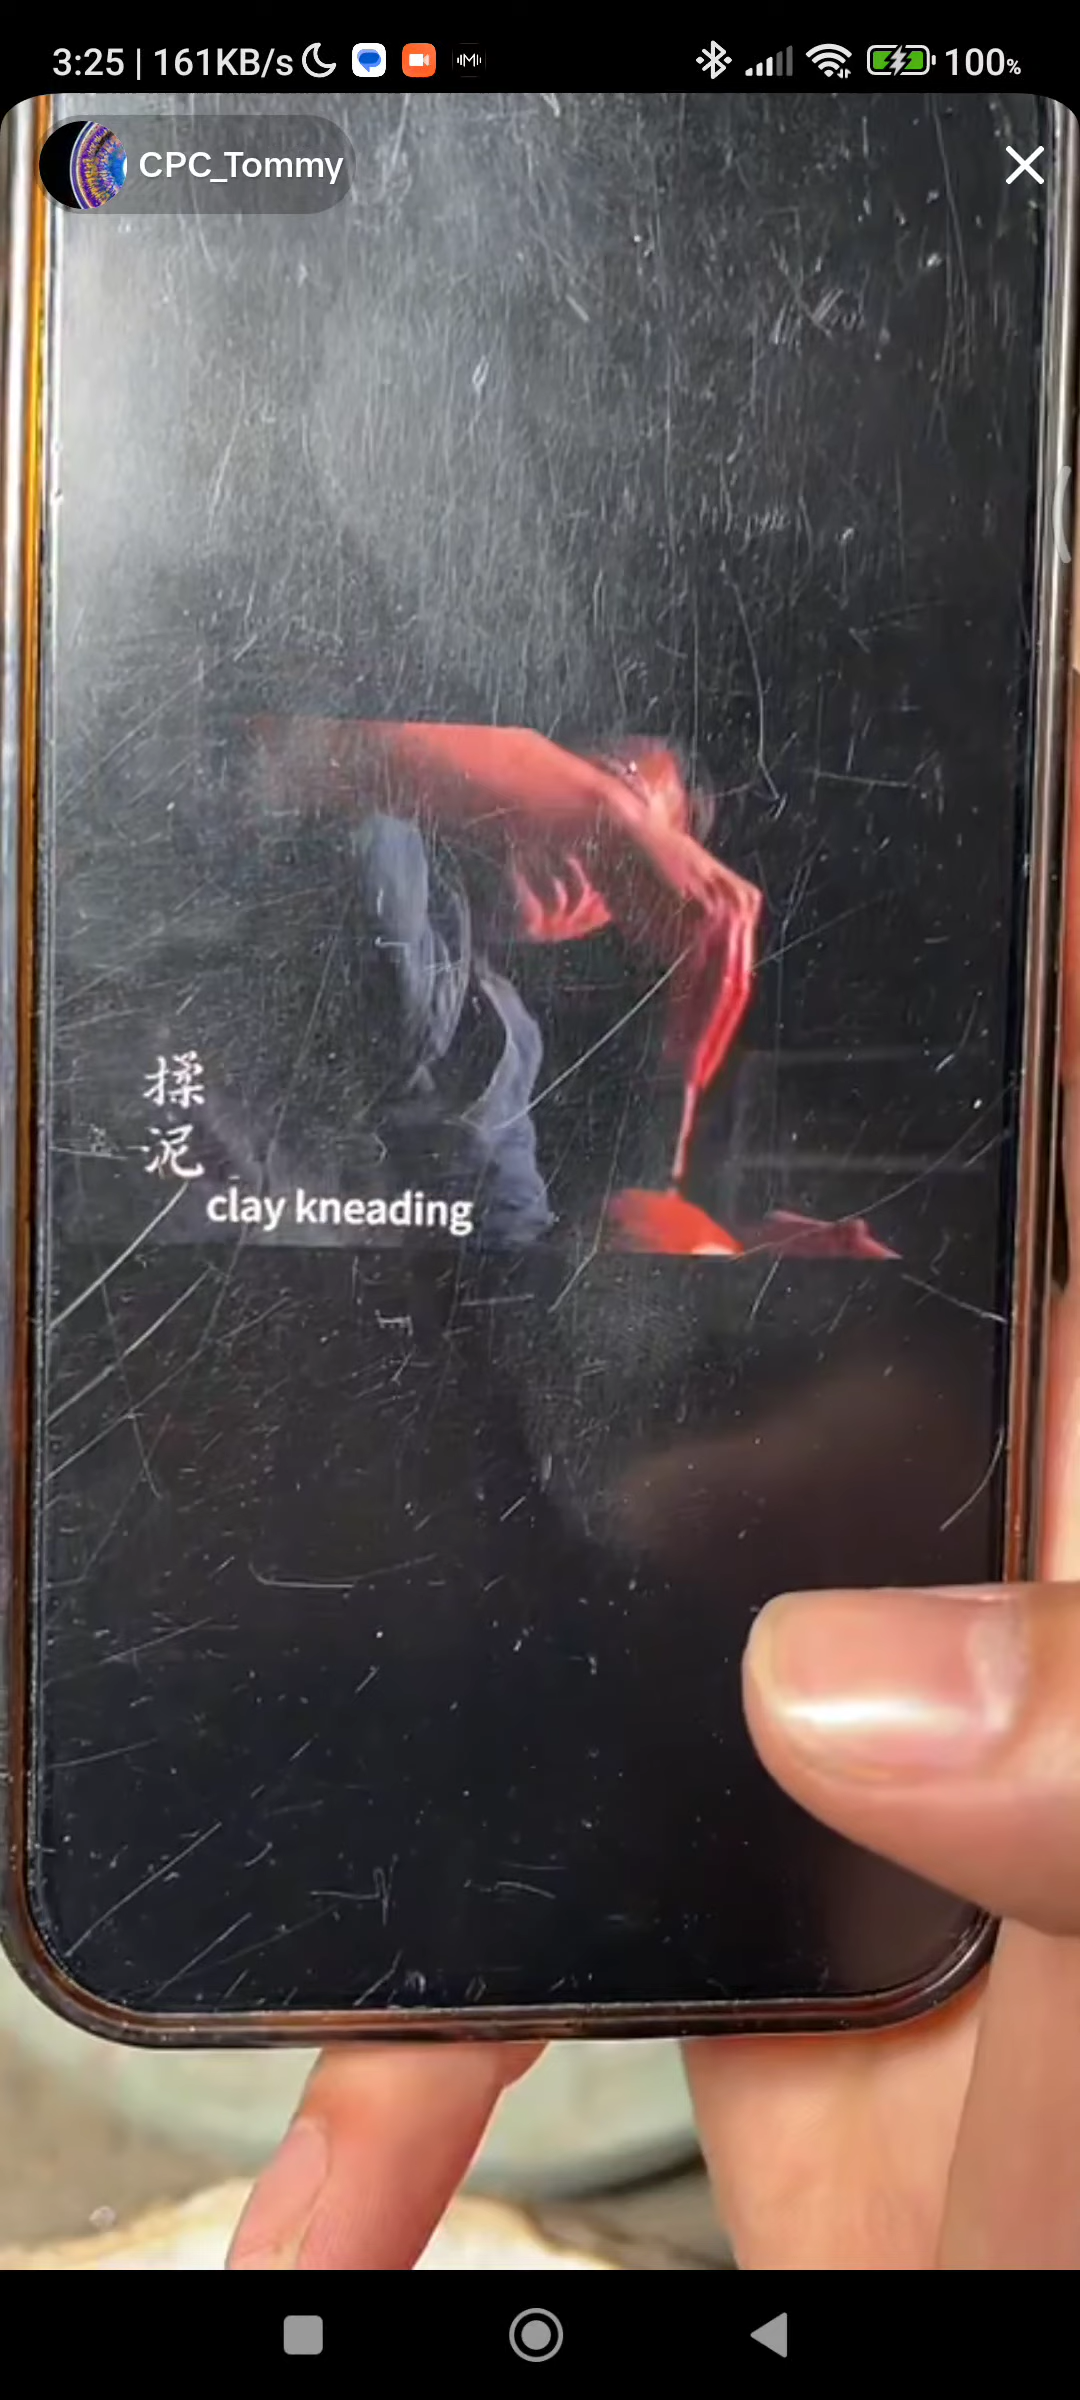 3:25 | 161KB/s
100%
CPC_Tommy
揉
泥
clay kneading